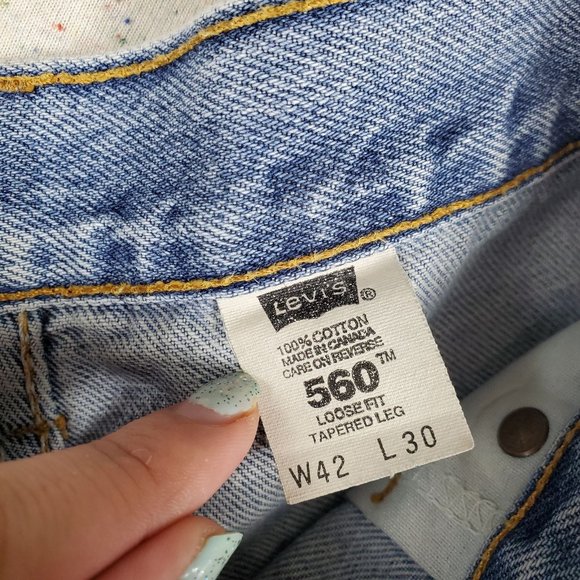 LEVI'S ®
100% COTTON
MADE IN CANADA
CARE ON REVERSE
560™
LOOSE FIT
TAPERED LEG
W42 L30